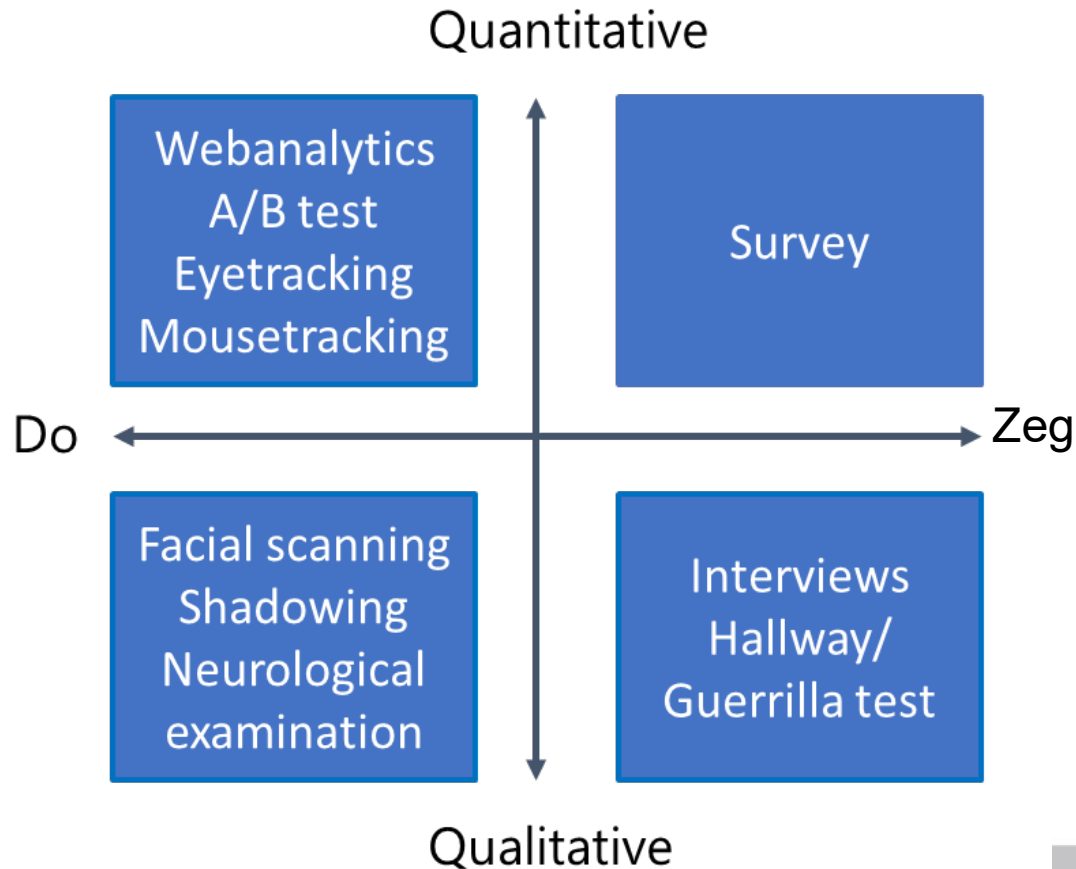 Quantitative
Webanalytics
A/B test
Eyetracking
Mousetracking
Survey
Do
Zeg
Facial scanning
Shadowing
Neurological
examination
Interviews
Hallway/
Guerrilla test
Qualitative